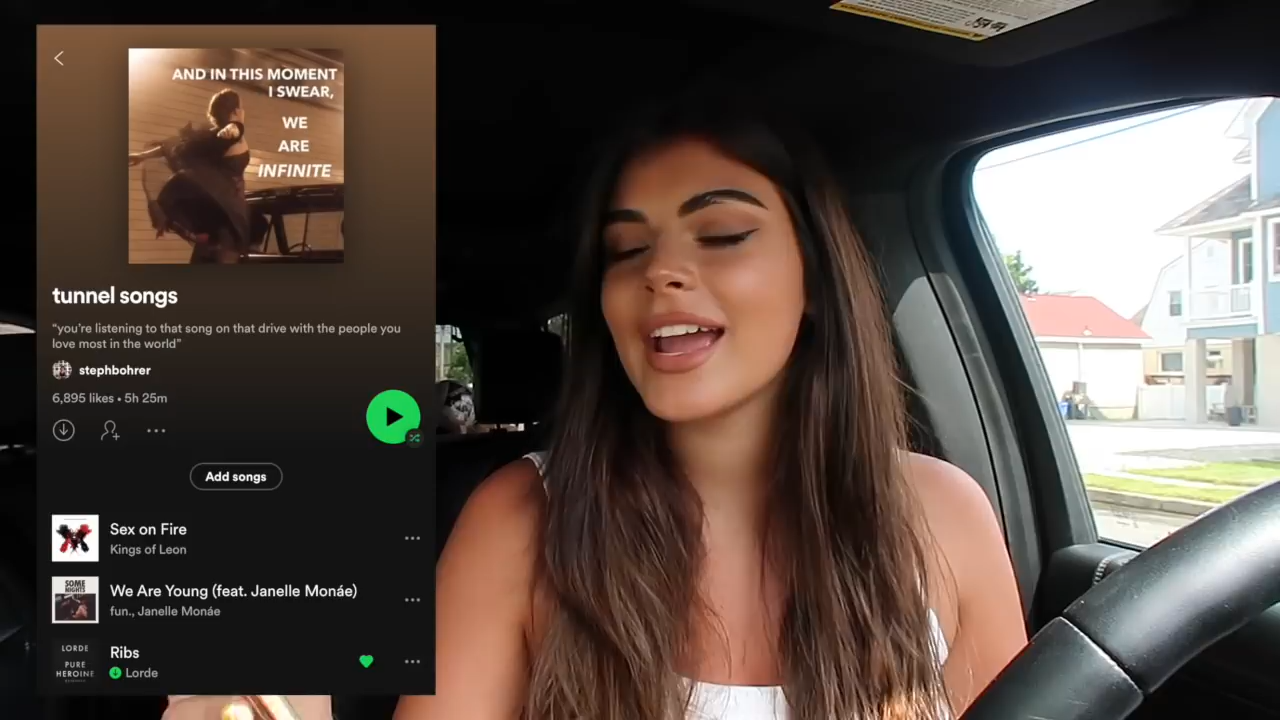 AND IN THIS MOMENT
I SWEAR,
WE
ARE
INFINITE
tunnel songs
"you're listening to that song on that drive with the people you
love most in the world"
stephbohrer
6,895 likes • 5h 25m
Add songs
Sex on Fire
Kings of Leon
SOME
NIGHTS
We Are Young (feat. Janelle Monáe)
fun., Janelle Monáe
LORDE
PURE
HEROINE
Ribs
Lorde